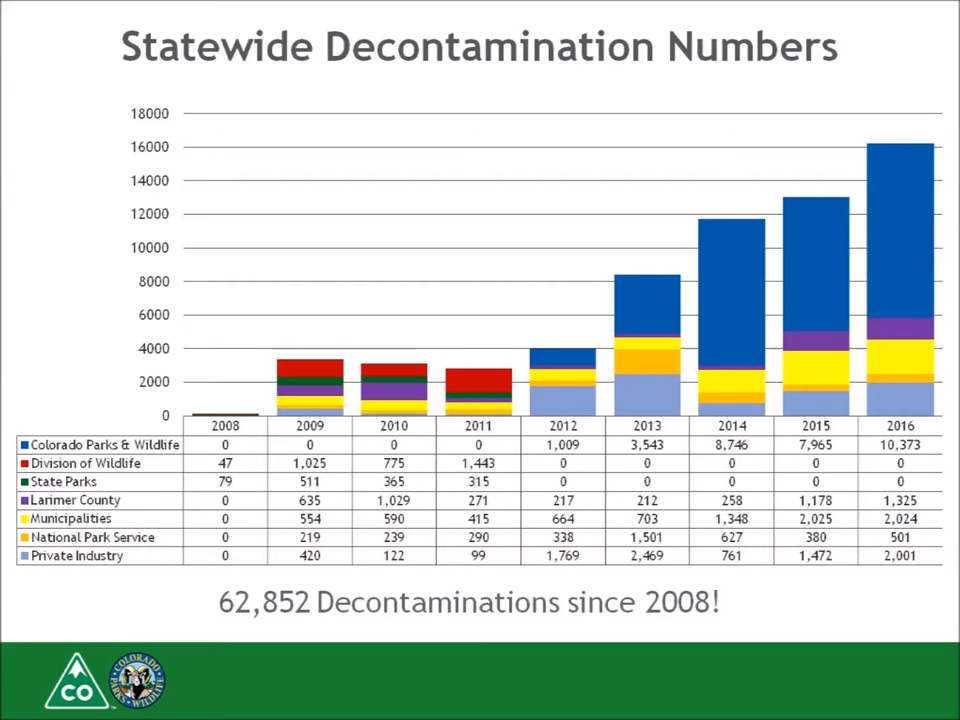 Statewide Decontamination Numbers
18000
16000
14000
12000
10000
8000
6000
4000
2000
0
2008 2009 2010 2011 2012 2013 2014 2015 2016
Colorado Parks & Wildlife 0 0 0 0 1,009 3,543 8,746 7,965 10,373
Division of Wildlife 47 1,025 775 1,443 0 0 0 0 0
State Parks 79 511 365 315 0 0 0 0 0
Larimer County 0 635 1,029 271 217 212 258 1,178 1,325
Municipalities 0 554 590 415 664 703 1,348 2,025 2,024
National Park Service 0 219 239 290 338 1,501 627 380 501
Private Industry 0 420 122 99 1,769 2,469 761 1,472 2,001
62,852 Decontaminations since 2008!
CO
COLORADO
PARKS & WILDLIFE